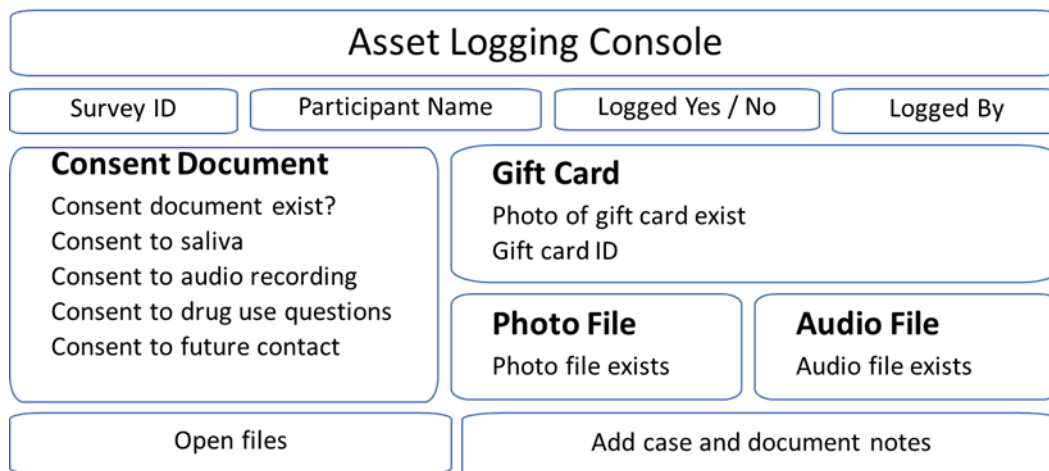 Asset Logging Console
Survey ID
Participant Name
Logged Yes / No
Logged By
Consent Document
Consent document exist?
Consent to saliva
Consent to audio recording
Consent to drug use questions
Consent to future contact
Gift Card
Photo of gift card exist
Gift card ID
Photo File
Photo file exists
Audio File
Audio file exists
Open files
Add case and document notes